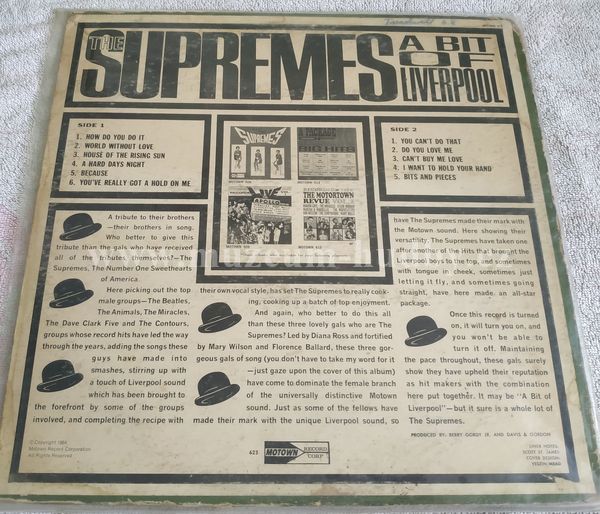 THE SUPREMES A BIT OF LIVERPOOL
SIDE 1
1. HOW DO YOU DO IT
2. WORLD WITHOUT LOVE
3. HOUSE OF THE RISING SUN
4. A HARD DAYS NIGHT
5. BECAUSE
6. YOU'VE REALLY GOT A HOLD ON ME
SUPREMES
BIG HITS
LIVE
APOLLO
THE MOTORTOWN
REVUE VOL. 2
SIDE 2
1. YOU CAN'T DO THAT
2. DO YOU LOVE ME
3. CAN'T BUY ME LOVE
4. I WANT TO HOLD YOUR HAND
5. BITS AND PIECES
A tribute to their brothers
—their brothers in song.
Who better to give this
tribute than the gals who have received
all of the tributes themselves?—The
Supremes, The Number One Sweethearts
of America.
Here picking out the top
male groups—The Beatles,
The Animals, The Miracles,
The Dave Clark Five and The Contours,
groups whose record hits have led the way
through the years, adding the songs these
guys have made into
smashes, stirring up with
a touch of Liverpool sound
which has been brought to
the forefront by some of the groups
involved, and completing the recipe with
their own vocal style, has set The Supremes to really cook-
ing, cooking up a batch of top enjoyment.
And again, who better to do this all
than these three lovely gals who are The
Supremes? Led by Diana Ross and fortified
by Mary Wilson and Florence Ballard, these three gor-
geous gals of song (you don't have to take my word for it
—just gaze upon the cover of this album)
have come to dominate the female branch
of the universally distinctive Motown
sound. Just as some of the fellows have
made their mark with the unique Liverpool sound, so
have The Supremes made their mark with
the Motown sound. Here showing their
versatility, The Supremes have taken one
after another of the Hits that brought the
Liverpool boys to the top, and sometimes
with tongue in cheek, sometimes just
letting it fly, and sometimes going
straight, have here made an all-star
package.
Once this record is turned
on, it will turn you on, and
you won't be able to
turn it off. Maintaining
the pace throughout, these gals surely
show they have upheld their reputation
as hit makers with the combination
here put together. It may be "A Bit of
Liverpool"—but it sure is a whole lot of
The Supremes.
PRODUCED BY: BERRY GORDY JR. AND DAVIS & GORDON
LINER NOTES:
SCOTT ST. JAMES
COVER DESIGN:
© Copyright 1964
Motown Record Corporation
All Rights Reserved
623 MOTOWN RECORD CORP